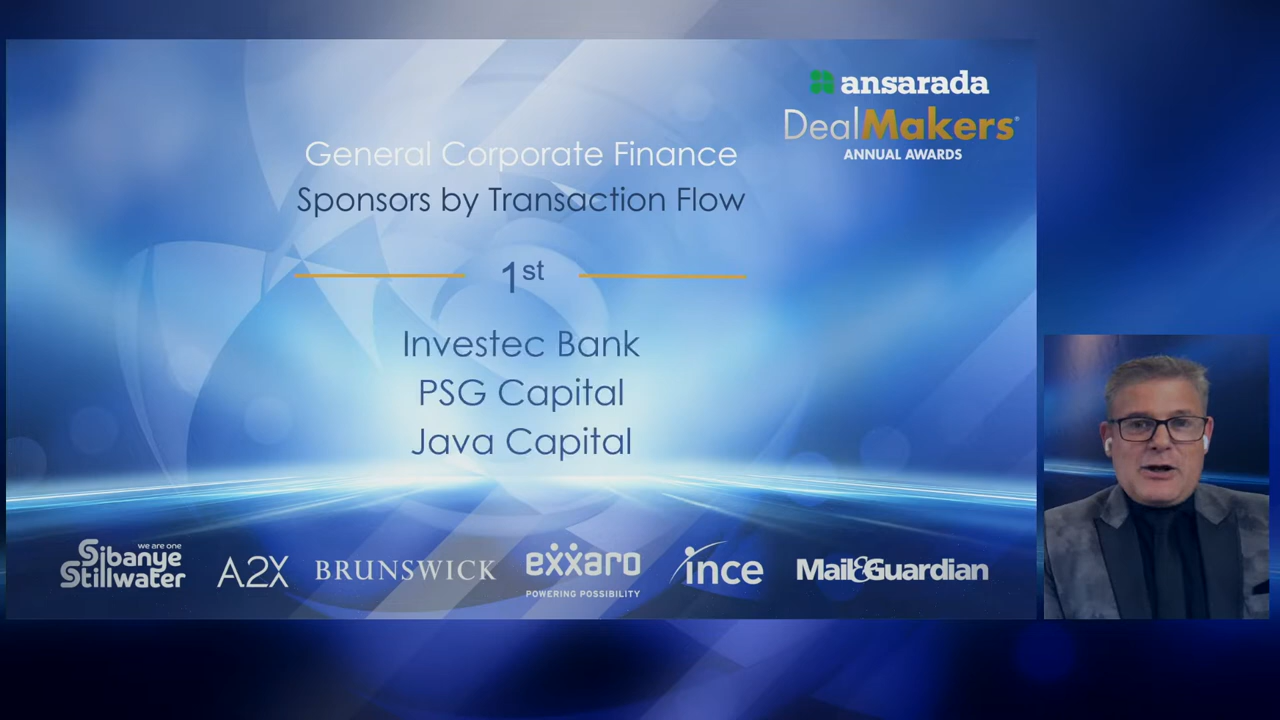 ansarada
DealMakers®
ANNUAL AWARDS
General Corporate Finance
Sponsors by Transaction Flow
1st
Investec Bank
PSG Capital
Java Capital
we are one
Sibanye
Stillwater
A2X
BRUNSWICK
exxaro
POWERING POSSIBILITY
ince
Mail&Guardian